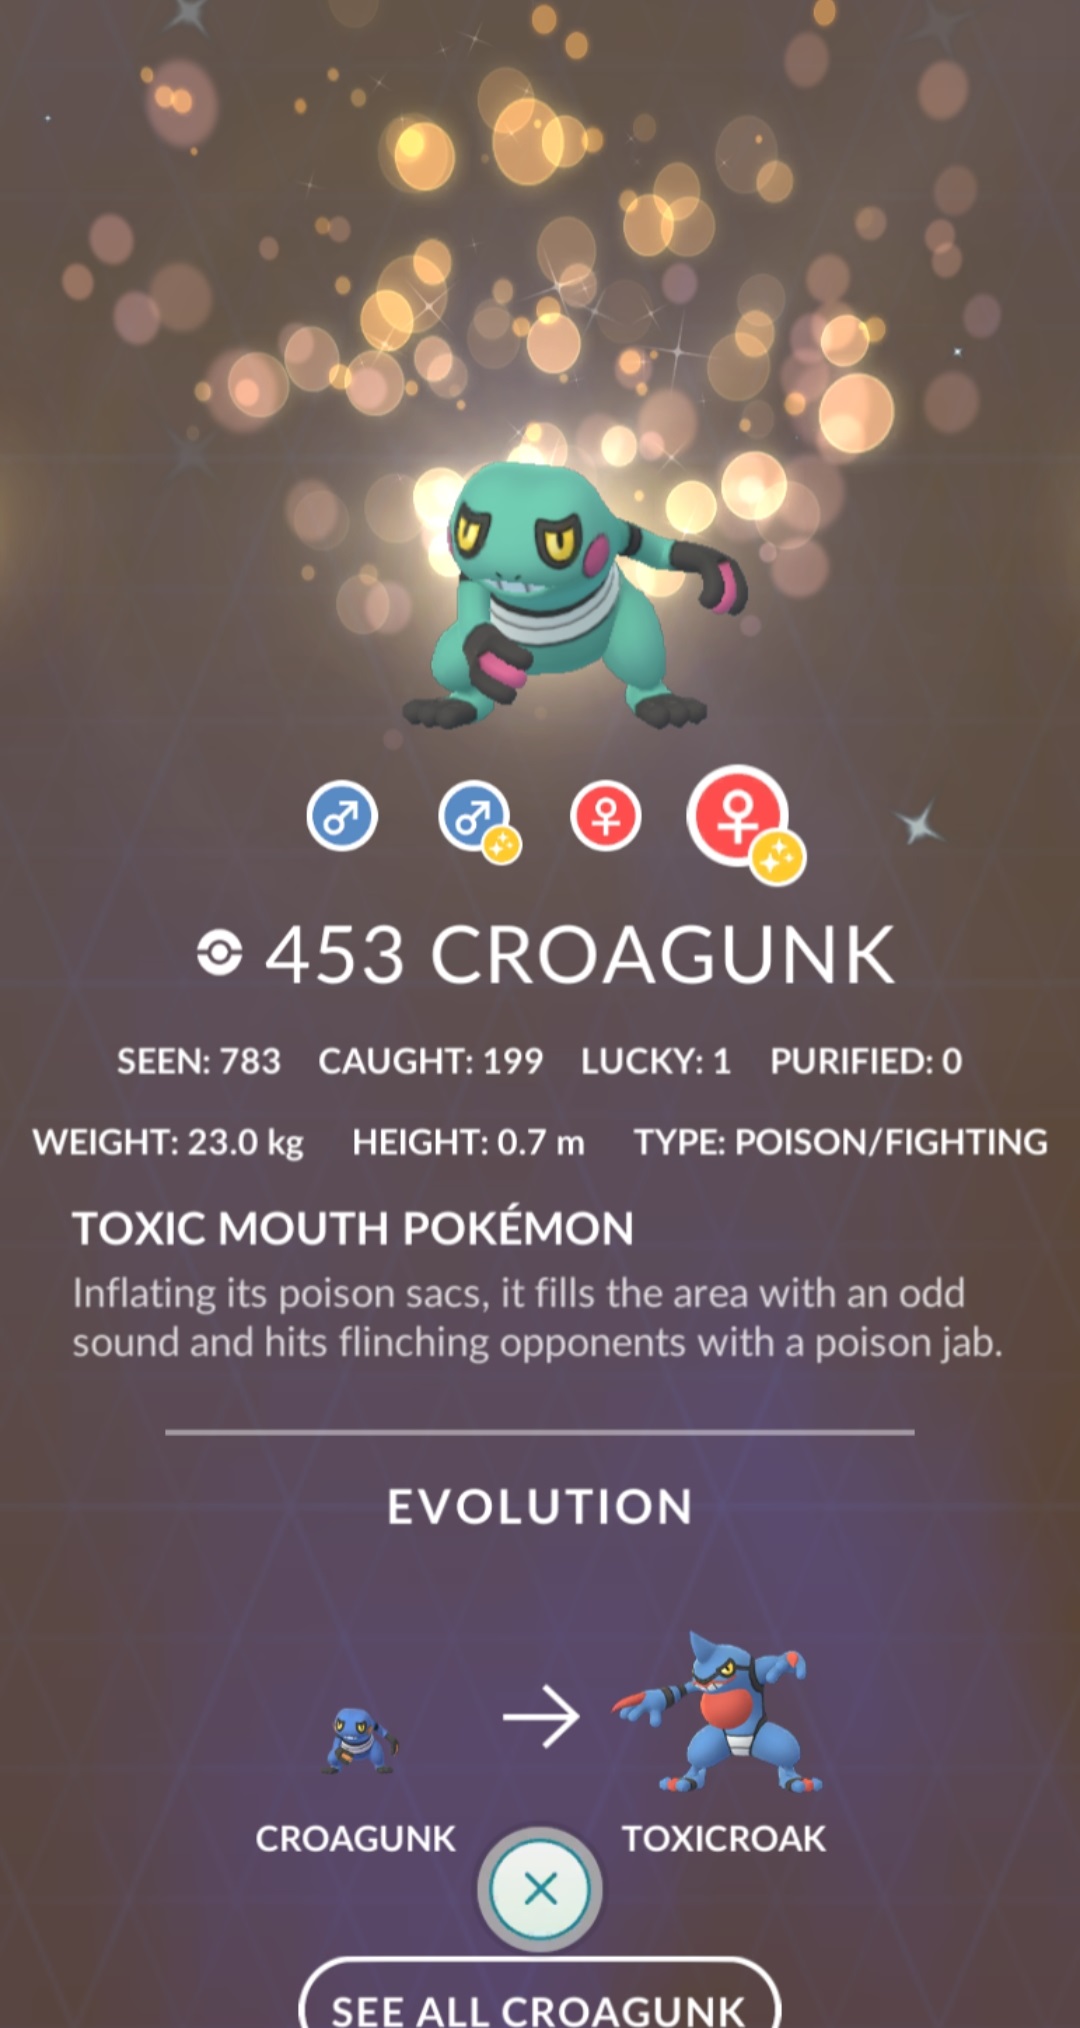 453 CROAGUNK
SEEN: 783 CAUGHT: 199 LUCKY: 1 PURIFIED: 0
WEIGHT: 23.0 kg HEIGHT: 0.7 m TYPE: POISON/FIGHTING
TOXIC MOUTH POKÉMON
Inflating its poison sacs, it fills the area with an odd
sound and hits flinching opponents with a poison jab.
EVOLUTION
CROAGUNK TOXICROAK
SEE ALL CROAGUNK